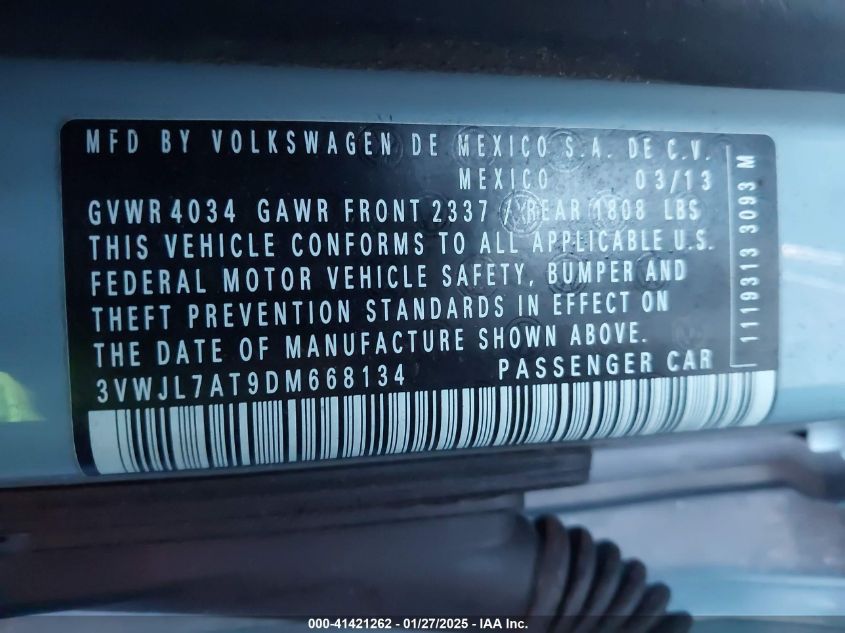 MFD BY VOLKSWAGEN DE MEXICO S.A. DE C.V.
MEXICO 03/13
GVWR 4034 GAWR FRONT 2337 / REAR 1808 LBS
THIS VEHICLE CONFORMS TO ALL APPLICABLE U.S.
FEDERAL MOTOR VEHICLE SAFETY, BUMPER AND
THEFT PREVENTION STANDARDS IN EFFECT ON
THE DATE OF MANUFACTURE SHOWN ABOVE.
3VWJL7AT9DM668134 PASSENGER CAR
1119313 3093 M
000-41421262 - 01/27/2025 - IAA Inc.